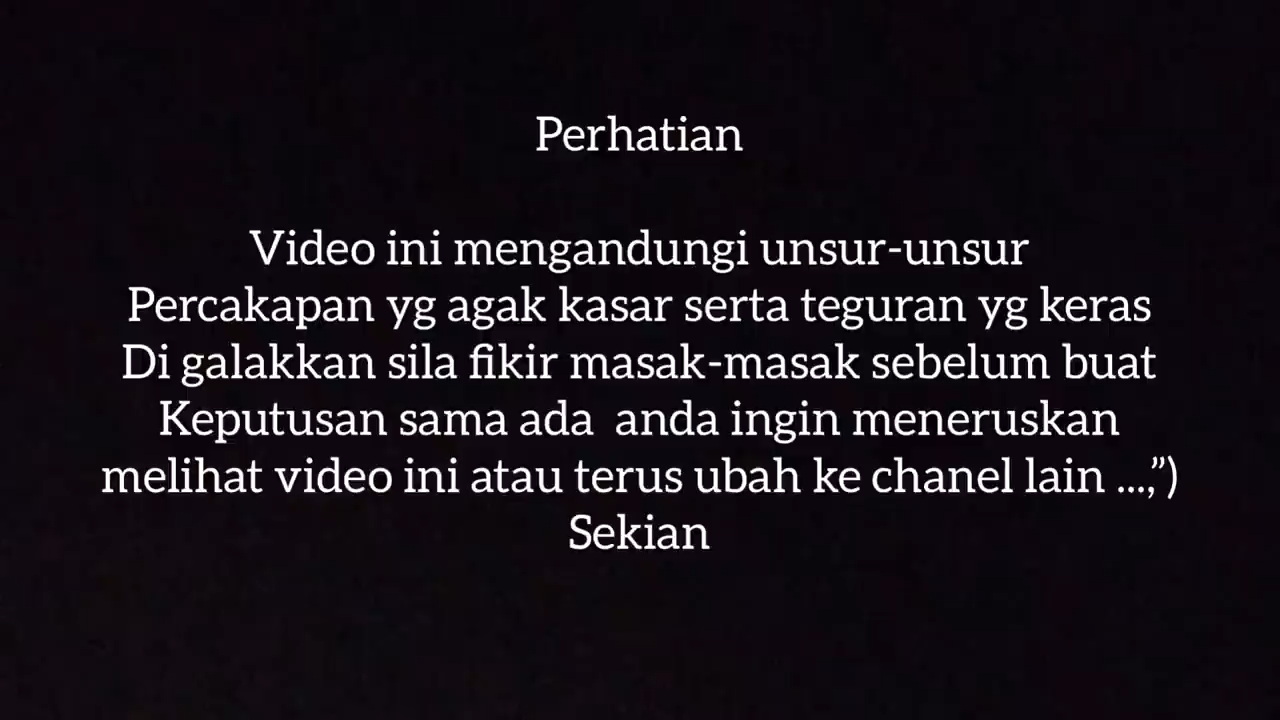 Perhatian
Video ini mengandungi unsur-unsur
Percakapan yg agak kasar serta teguran yg keras
Di galakkan sila fikir masak-masak sebelum buat
Keputusan sama ada  anda ingin meneruskan
melihat video ini atau terus ubah ke chanel lain ...,”)
Sekian